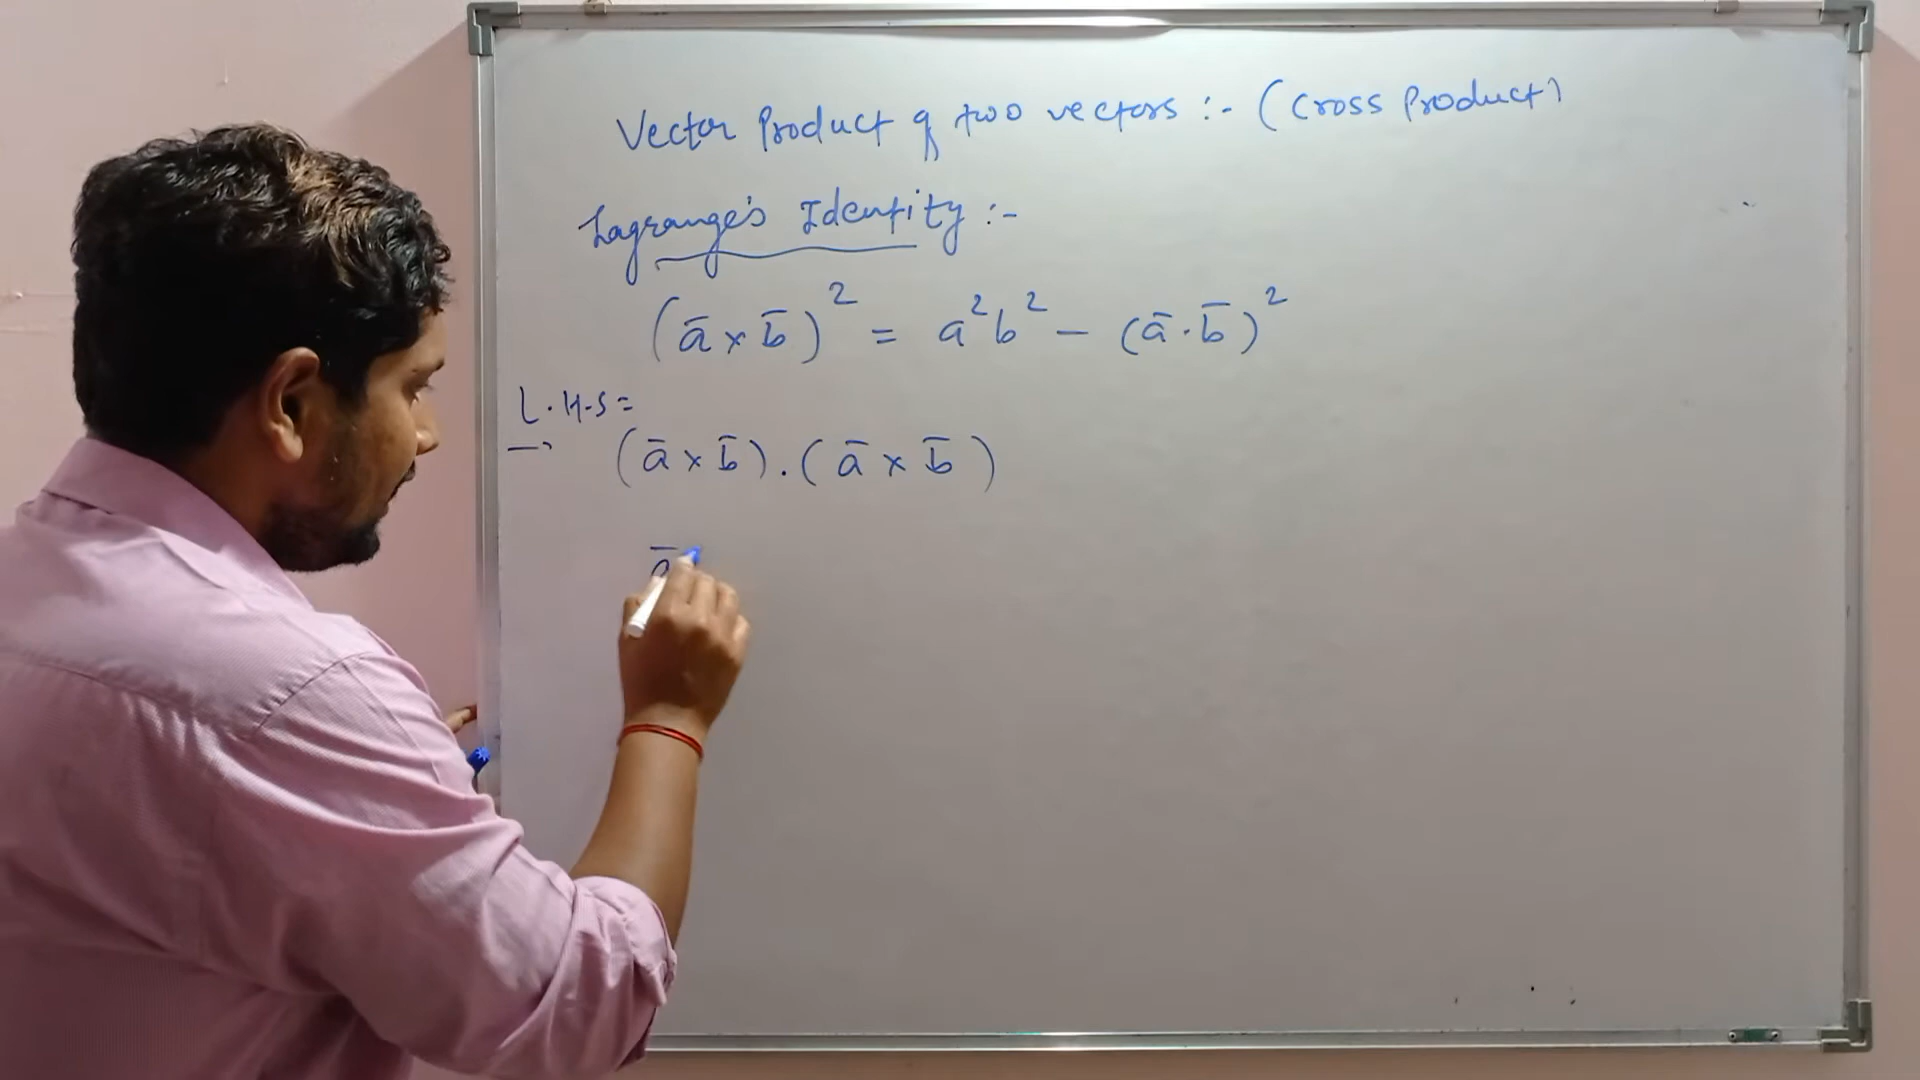 Vector Product of two vectors :- (Cross Product)
Lagrange's Identity :-
(a̅ × b̅)² = a²b² – (a̅ · b̅)²
L.H.S =
→ (a̅ × b̅) . (a̅ × b̅)
a̅